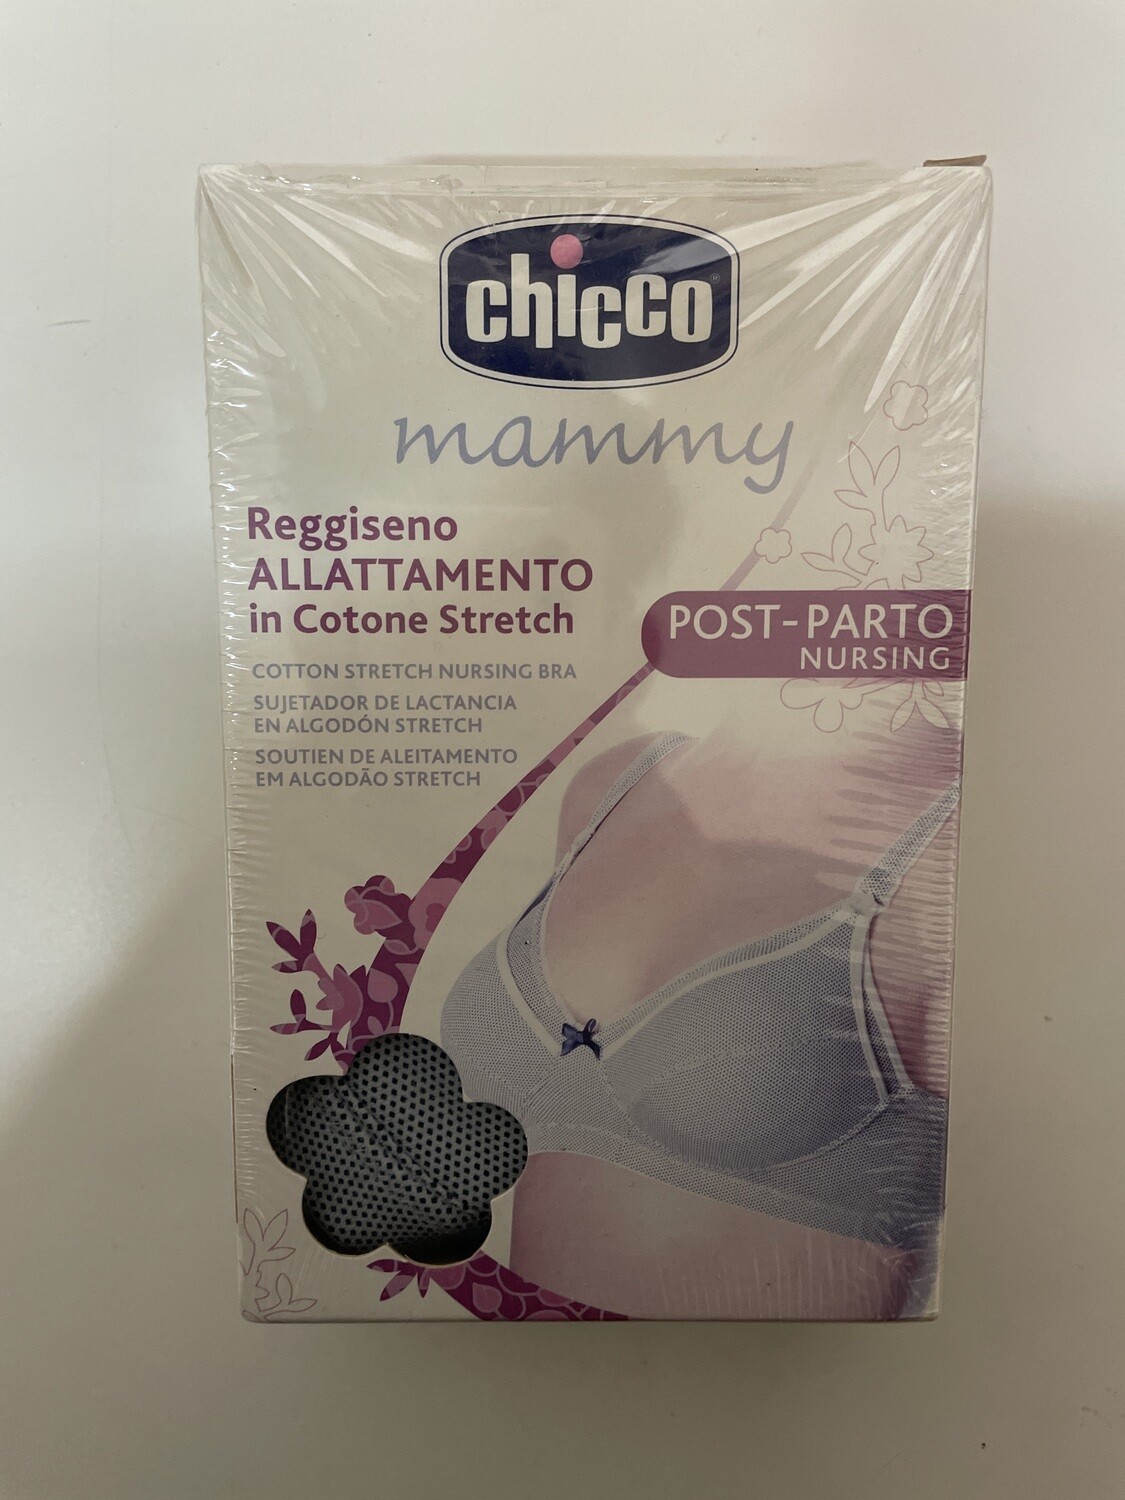 chicco®
mammy
Reggiseno
ALLATTAMENTO
in Cotone Stretch
COTTON STRETCH NURSING BRA
SUJETADOR DE LACTANCIA
EN ALGODÓN STRETCH
SOUTIEN DE ALEITAMENTO
EM ALGODÃO STRETCH
POST-PARTO
NURSING